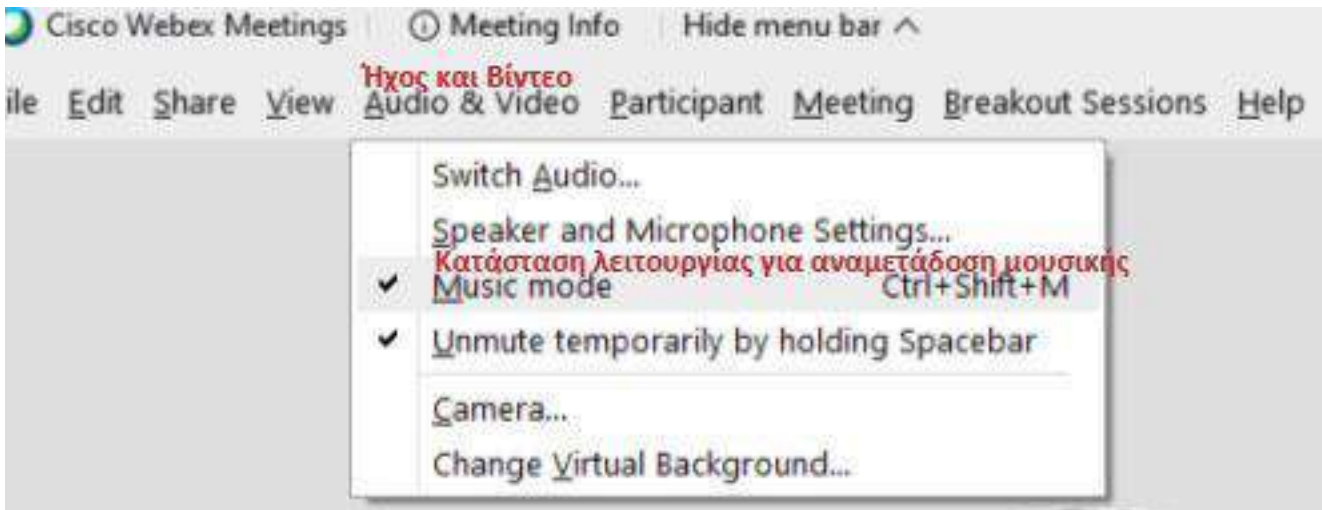 Cisco Webex Meetings Meeting Info Hide menu bar
Ήχος και Βίντεο
ile Edit Share View Audio & Video Participant Meeting Breakout Sessions Help
Switch Audio...
Speaker and Microphone Settings...
Κατάσταση λειτουργίας για αναμετάδοση μουσικής
Music mode Ctrl+Shift+M
Unmute temporarily by holding Spacebar
Camera...
Change Virtual Background...